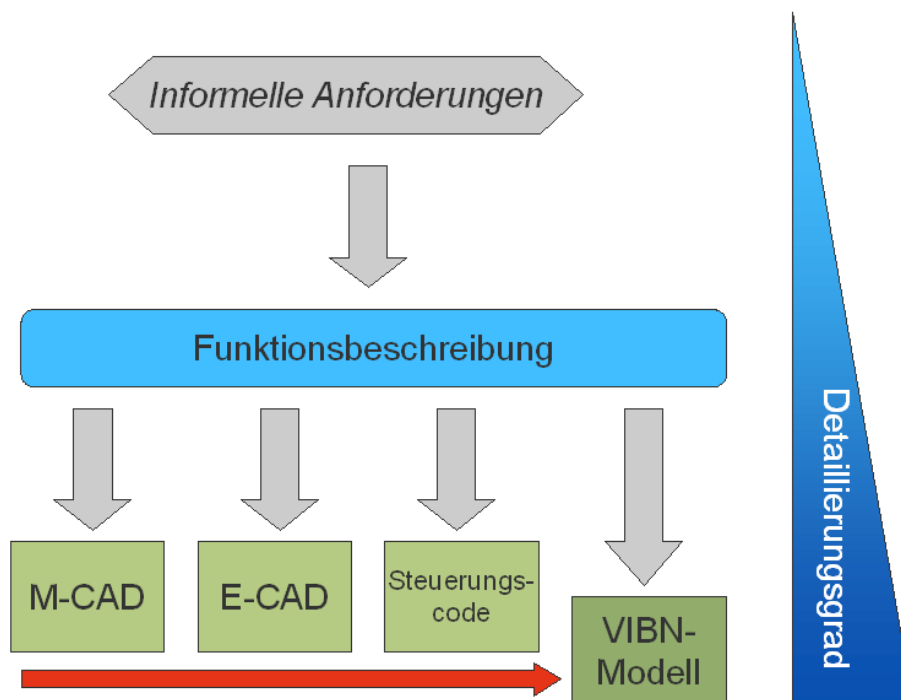 Informelle Anforderungen
Funktionsbeschreibung
M-CAD
E-CAD
Steuerungs-
code
VIBN-
Modell
Detaillierungsgrad